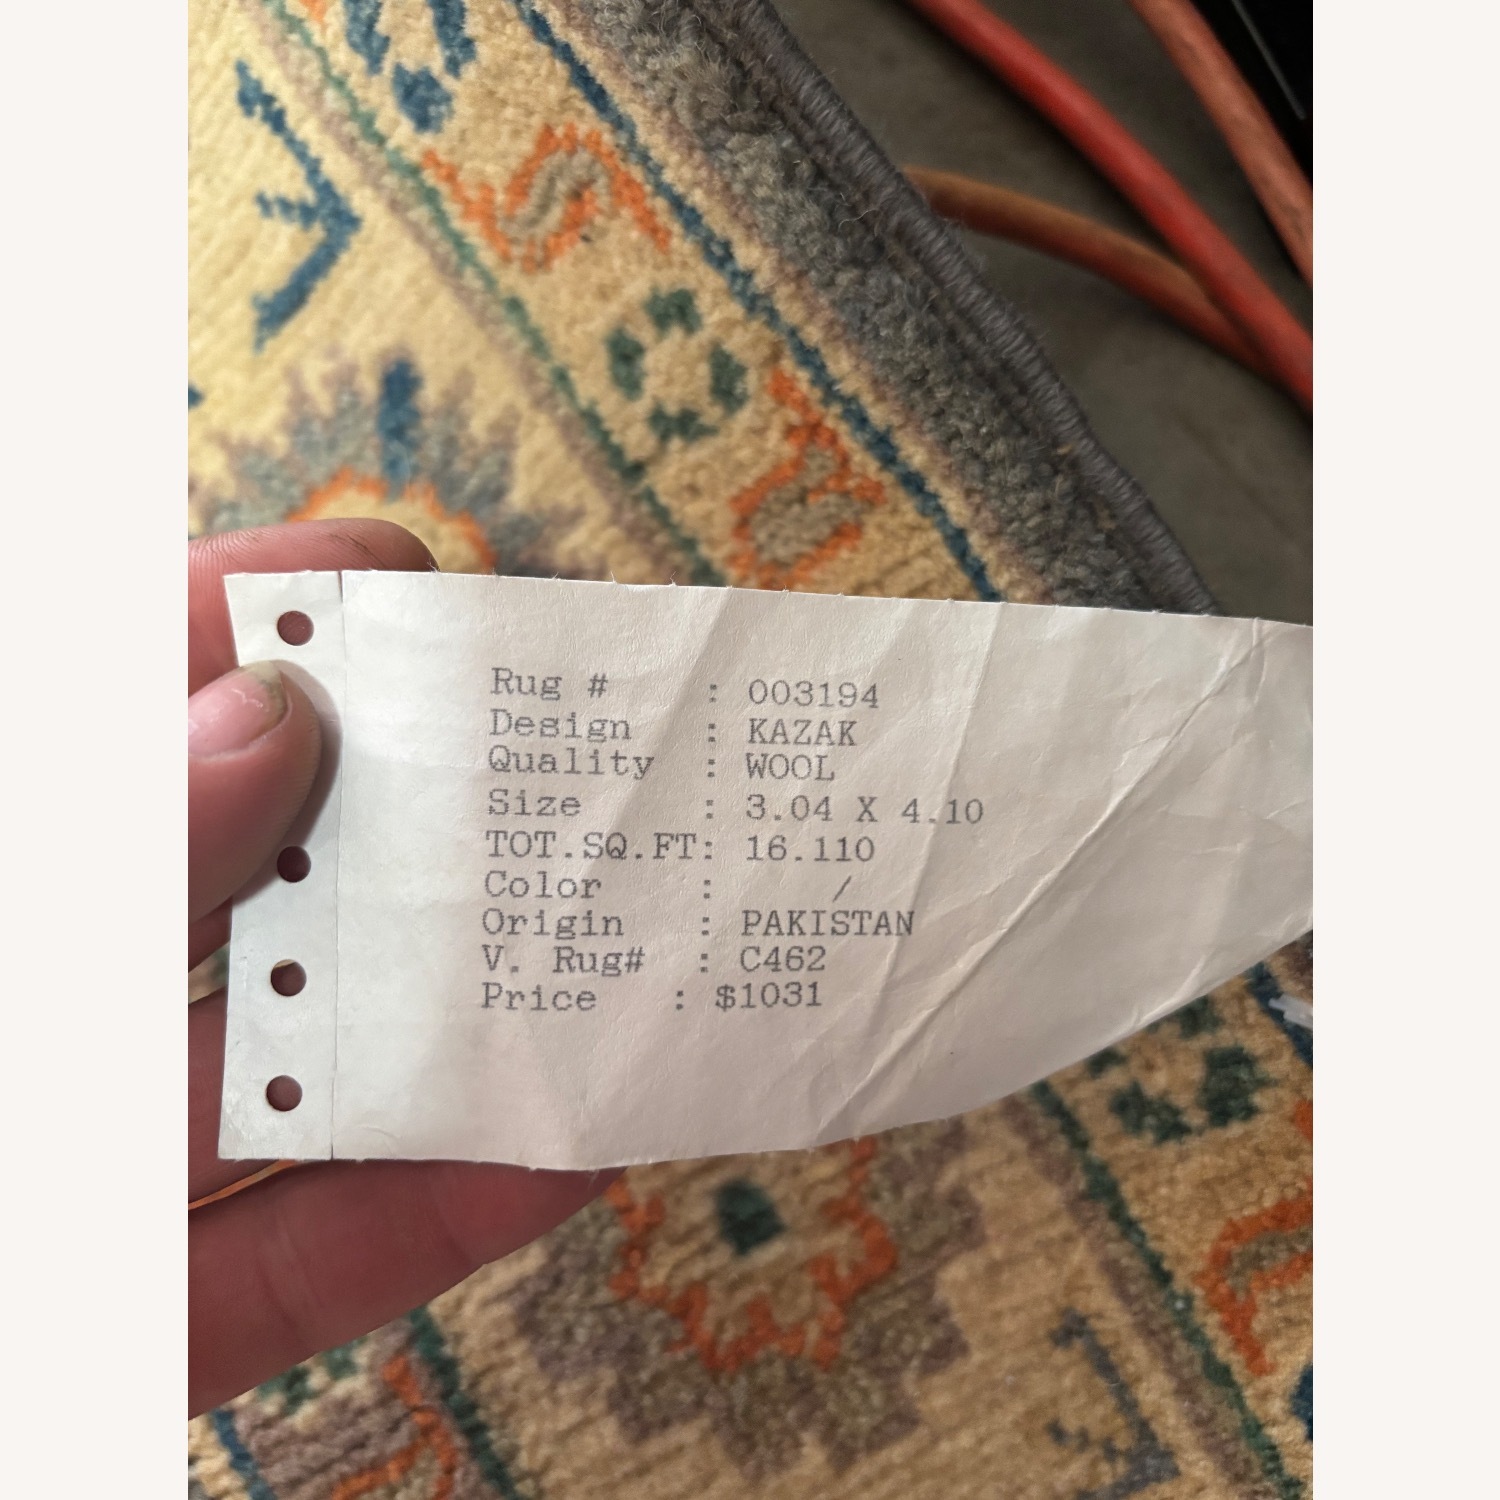 Rug # : 003194
Design : KAZAK
Quality : WOOL
Size : 3.04 X 4.10
TOT.SQ.FT: 16.110
Color : /
Origin : PAKISTAN
V. Rug# : C462
Price : $1031